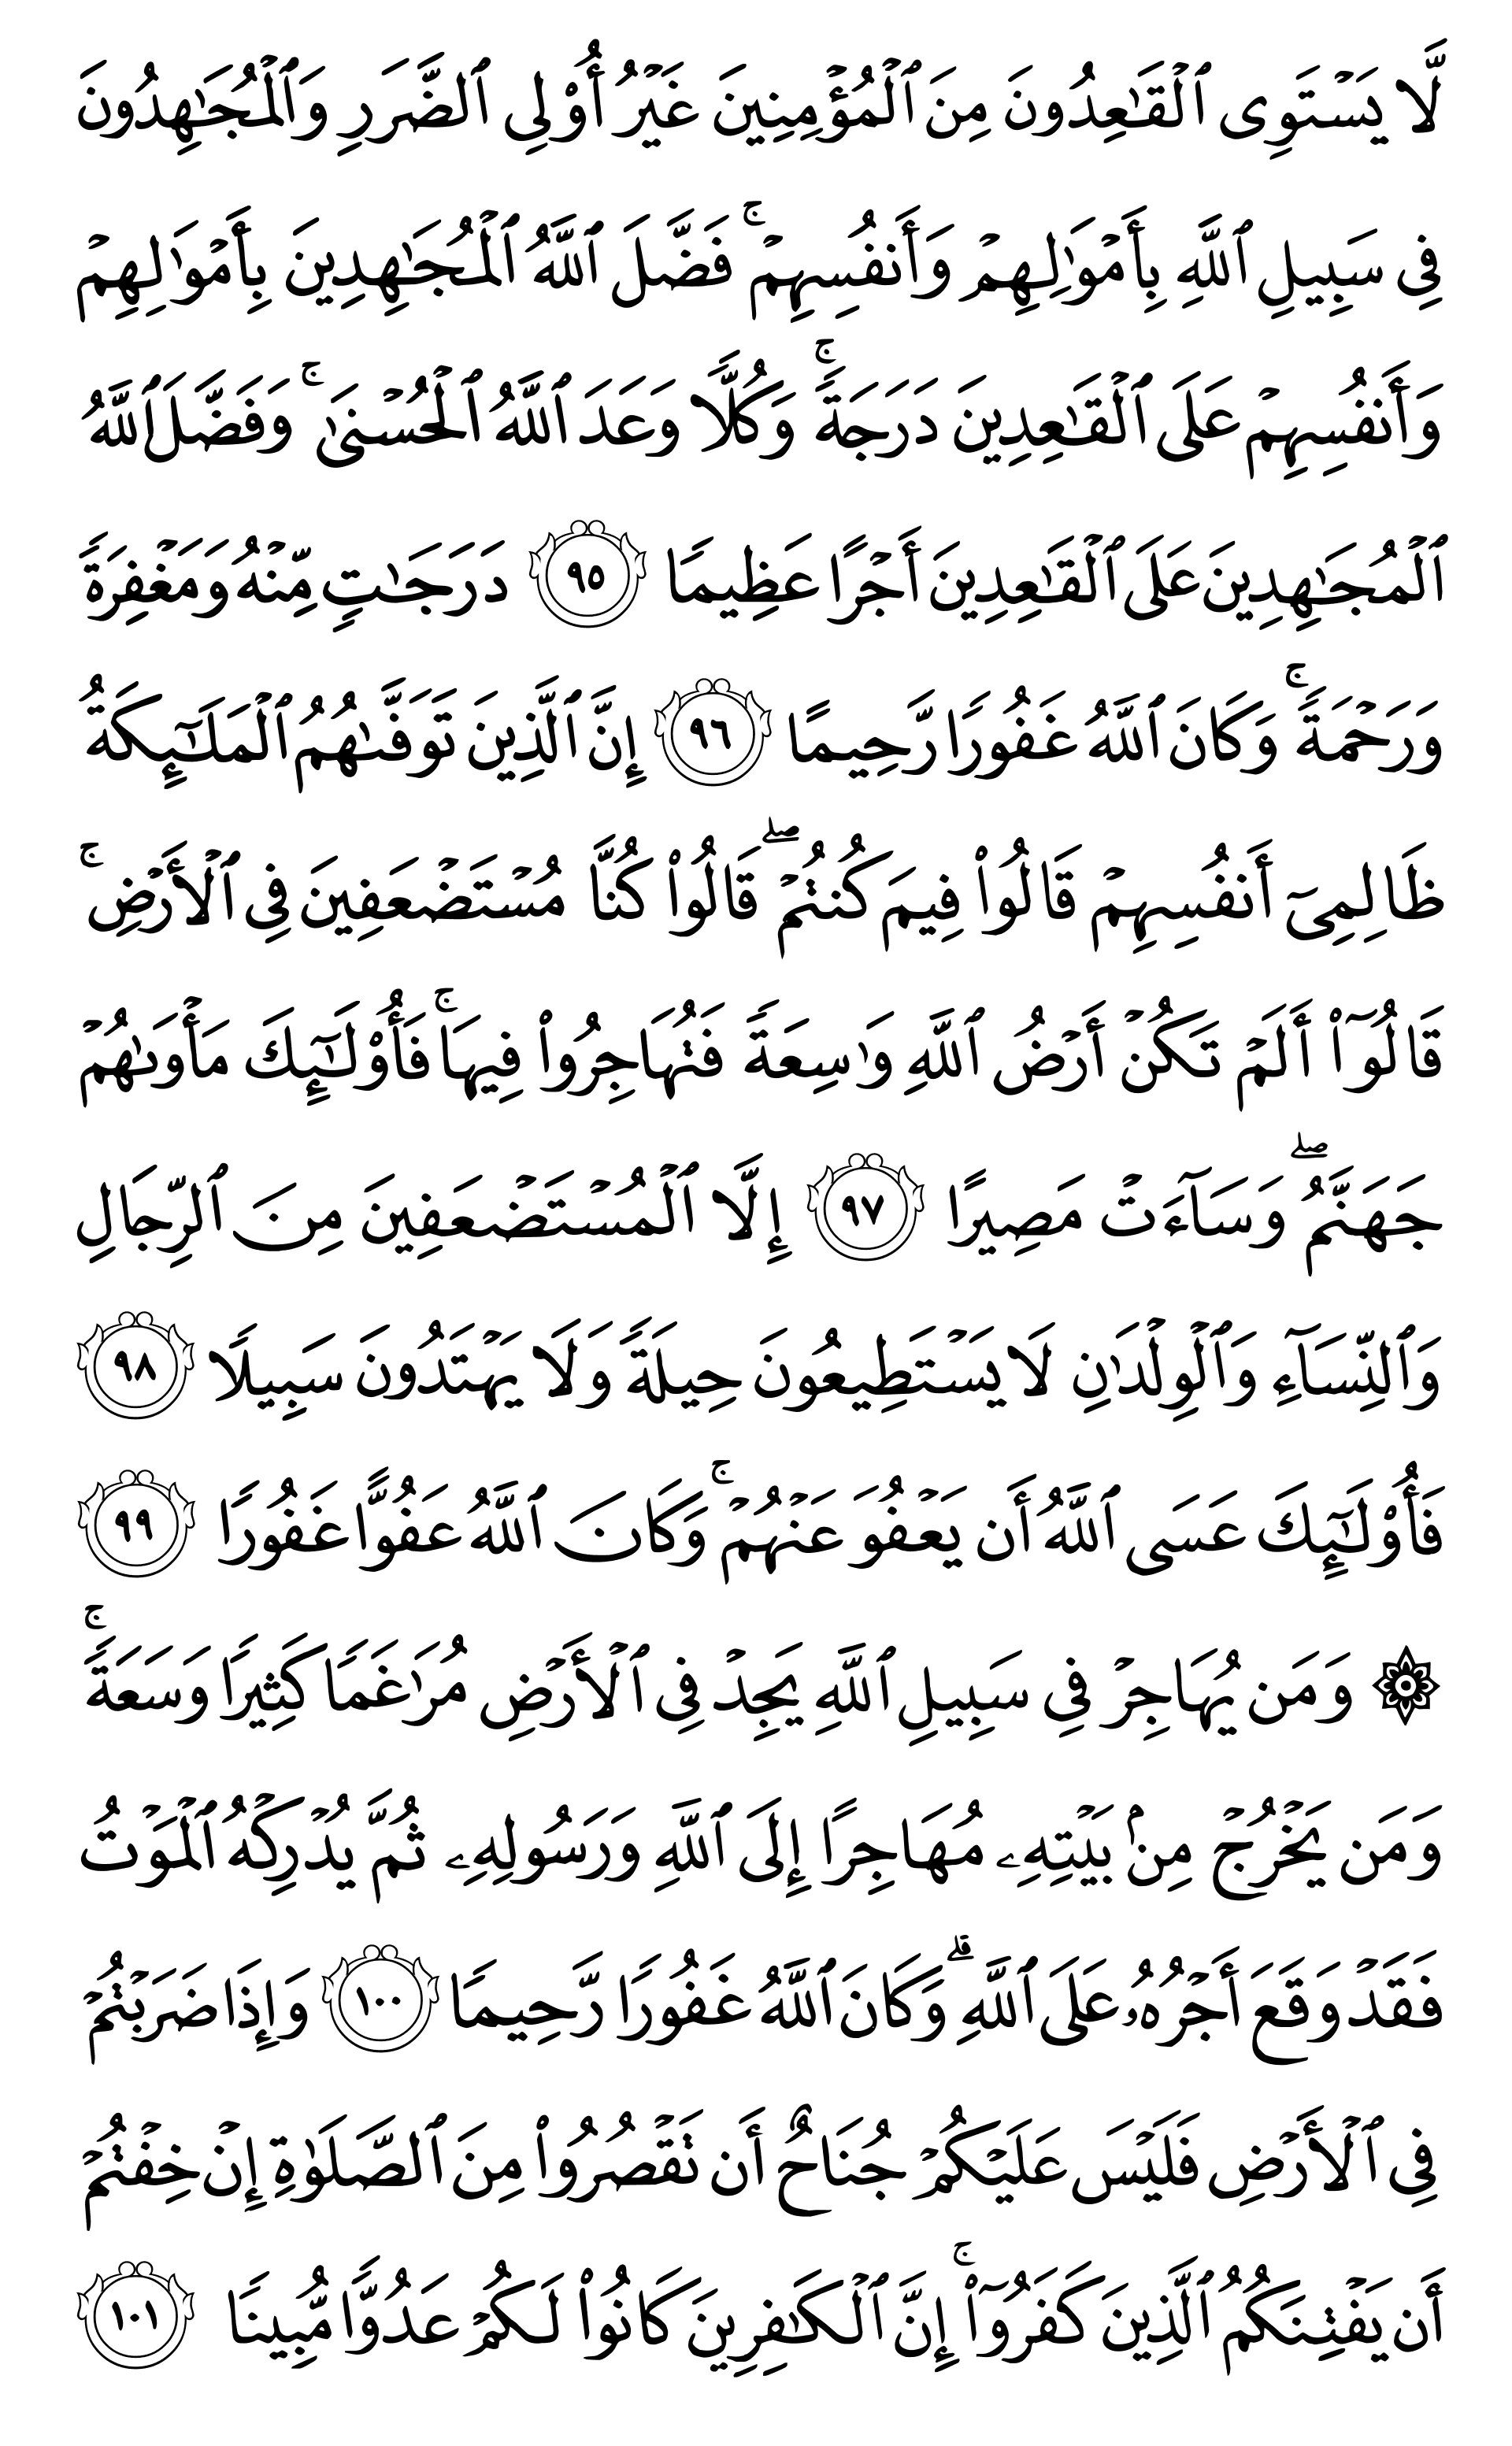 لَّا يَسۡتَوِى ٱلۡقَـٰعِدُونَ مِنَ ٱلۡمُؤۡمِنِينَ غَيۡرُ أُوْلِى ٱلضَّرَرِ وَٱلۡمُجَـٰهِدُونَ
فِى سَبِيلِ ٱللَّهِ بِأَمۡوَٰلِهِمۡ وَأَنفُسِهِمۡۚ فَضَّلَ ٱللَّهُ ٱلۡمُجَـٰهِدِينَ بِأَمۡوَٰلِهِمۡ
وَأَنفُسِهِمۡ عَلَى ٱلۡقَـٰعِدِينَ دَرَجَةًۚ وَكُلًّا وَعَدَ ٱللَّهُ ٱلۡحُسۡنَىٰۚ وَفَضَّلَ ٱللَّهُ
ٱلۡمُجَـٰهِدِينَ عَلَى ٱلۡقَـٰعِدِينَ أَجۡرًا عَظِيمًا ٩٥ دَرَجَـٰتٍ مِّنۡهُ وَمَغۡفِرَةً
وَرَحۡمَةًۚ وَكَانَ ٱللَّهُ غَفُورًا رَّحِيمًا ٩٦ إِنَّ ٱلَّذِينَ تَوَفَّىٰهُمُ ٱلۡمَلَـٰٓئِكَةُ
ظَالِمِىٓ أَنفُسِهِمۡ قَالُواْ فِيمَ كُنتُمۡۖ قَالُواْ كُنَّا مُسۡتَضۡعَفِينَ فِى ٱلۡأَرۡضِۚ
قَالُوٓاْ أَلَمۡ تَكُنۡ أَرۡضُ ٱللَّهِ وَٰسِعَةً فَتُهَاجِرُواْ فِيهَاۚ فَأُوْلَـٰٓئِكَ مَأۡوَىٰهُمۡ
جَهَنَّمُۖ وَسَآءَتۡ مَصِيرًا ٩٧ إِلَّا ٱلۡمُسۡتَضۡعَفِينَ مِنَ ٱلرِّجَالِ
وَٱلنِّسَآءِ وَٱلۡوِلۡدَٰنِ لَا يَسۡتَطِيعُونَ حِيلَةً وَلَا يَهۡتَدُونَ سَبِيلًا ٩٨
فَأُوْلَـٰٓئِكَ عَسَى ٱللَّهُ أَن يَعۡفُوَ عَنۡهُمۡۚ وَكَانَ ٱللَّهُ عَفُوًّا غَفُورًا ٩٩
۞ وَمَن يُهَاجِرۡ فِى سَبِيلِ ٱللَّهِ يَجِدۡ فِى ٱلۡأَرۡضِ مُرَٰغَمًا كَثِيرًا وَسَعَةًۚ
وَمَن يَخۡرُجۡ مِنۢ بَيۡتِهِۦ مُهَاجِرًا إِلَى ٱللَّهِ وَرَسُولِهِۦ ثُمَّ يُدۡرِكۡهُ ٱلۡمَوۡتُ
فَقَدۡ وَقَعَ أَجۡرُهُۥ عَلَى ٱللَّهِۗ وَكَانَ ٱللَّهُ غَفُورًا رَّحِيمًا ١٠٠ وَإِذَا ضَرَبۡتُمۡ
فِى ٱلۡأَرۡضِ فَلَيۡسَ عَلَيۡكُمۡ جُنَاحٌ أَن تَقۡصُرُواْ مِنَ ٱلصَّلَوٰةِ إِنۡ خِفۡتُمۡ
أَن يَفۡتِنَكُمُ ٱلَّذِينَ كَفَرُوٓاْۚ إِنَّ ٱلۡكَـٰفِرِينَ كَانُواْ لَكُمۡ عَدُوًّا مُّبِينًا ١٠١